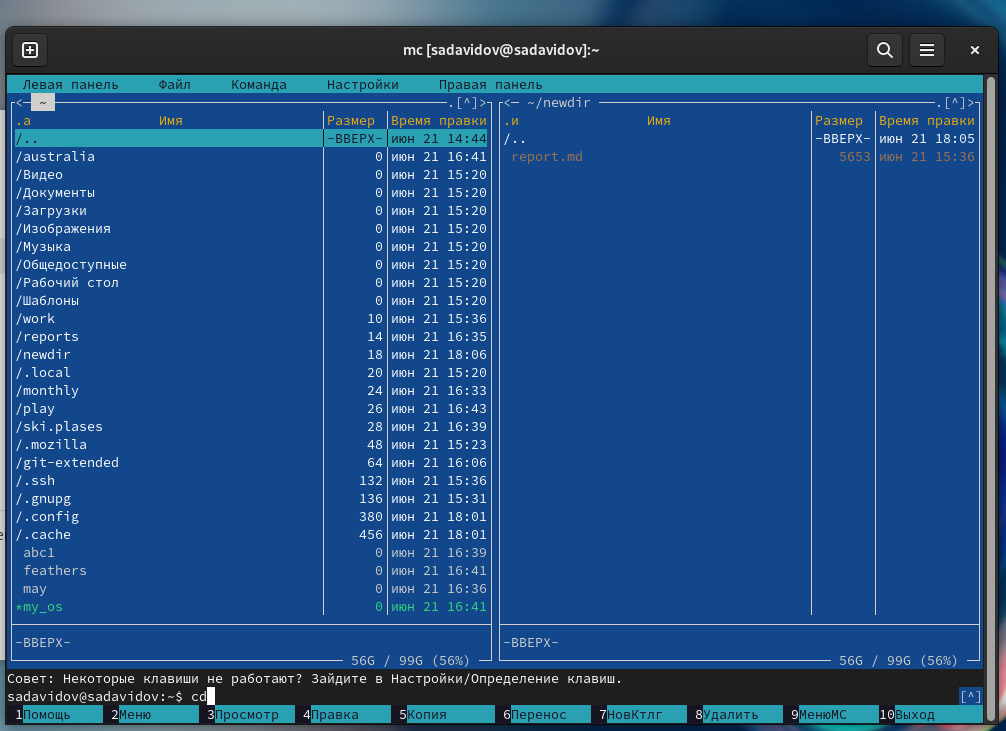 mc [sadavidov@sadavidov]:~
Левая панель Файл Команда Настройки Правая панель
<─ ~ .[^]> <─ ~/newdir .[^]>
.а Имя Размер Время правки .и Имя Размер Время правки
/.. -ВВЕРХ- июн 21 14:44 /.. -ВВЕРХ- июн 21 18:05
/australia 0 июн 21 16:41 report.md 5653 июн 21 15:36
/Видео 0 июн 21 15:20
/Документы 0 июн 21 15:20
/Загрузки 0 июн 21 15:20
/Изображения 0 июн 21 15:20
/Музыка 0 июн 21 15:20
/Общедоступные 0 июн 21 15:20
/Рабочий стол 0 июн 21 15:20
/Шаблоны 0 июн 21 15:20
/work 10 июн 21 15:36
/reports 14 июн 21 16:35
/newdir 18 июн 21 18:06
/.local 20 июн 21 15:20
/monthly 24 июн 21 16:33
/play 26 июн 21 16:43
/ski.plases 28 июн 21 16:39
/.mozilla 48 июн 21 15:23
/git-extended 64 июн 21 16:06
/.ssh 132 июн 21 15:36
/.gnupg 136 июн 21 15:31
/.config 380 июн 21 18:01
/.cache 456 июн 21 18:01
abc1 0 июн 21 16:39
feathers 0 июн 21 16:41
may 0 июн 21 16:36
*my_os 0 июн 21 16:41
-ВВЕРХ- -ВВЕРХ-
56G / 99G (56%) 56G / 99G (56%)
Совет: Некоторые клавиши не работают? Зайдите в Настройки/Определение клавиш.
sadavidov@sadavidov:~$ cd [^]
1Помощь 2Меню 3Просмотр 4Правка 5Копия 6Перенос 7НовКтлг 8Удалить 9МенюМС 10Выход